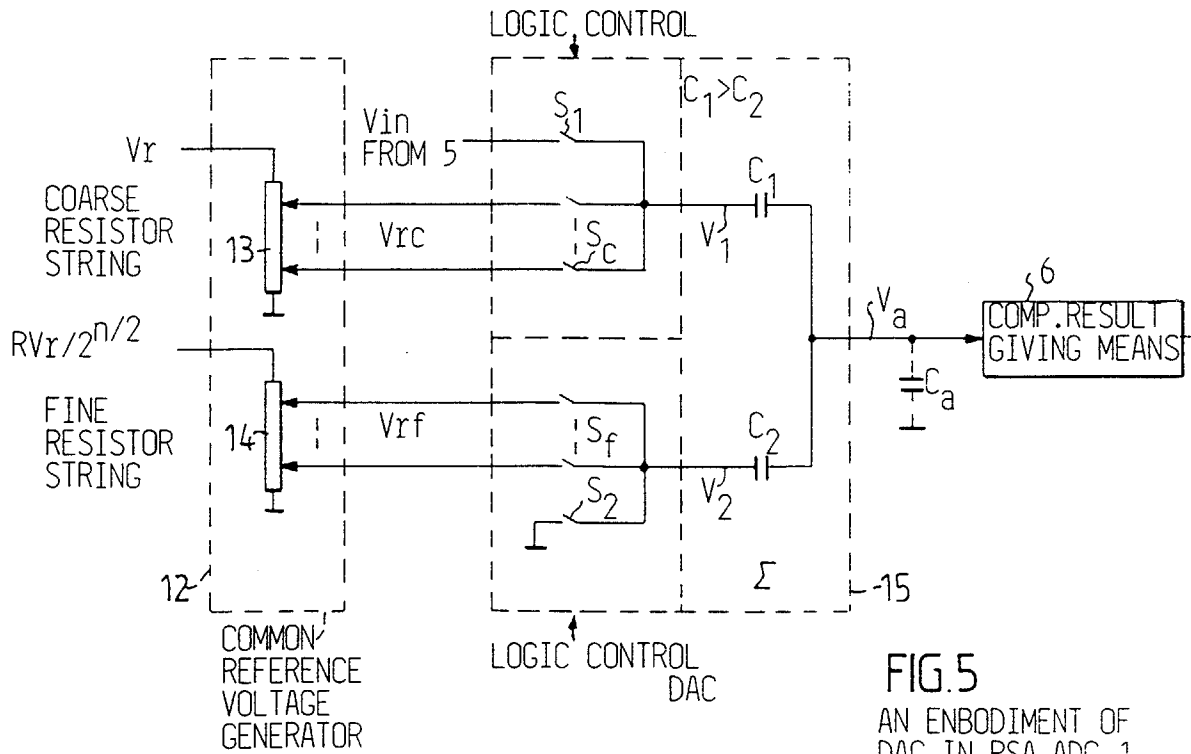 LOGIC CONTROL
C1>C2
S1
Vin
FROM 5
Vr
C1
COARSE
RESISTOR
STRING
13
Vrc
Sc
V1
6
Va
COMP.RESULT
GIVING MEANS
RVr/2^n/2
Ca
FINE
RESISTOR
STRING
14
Vrf
Sf
C2
S2
V2
Σ
12
15
COMMON
REFERENCE
VOLTAGE
GENERATOR
LOGIC CONTROL
DAC
FIG.5
AN ENBODIMENT OF
DAC IN PSA ADC 1